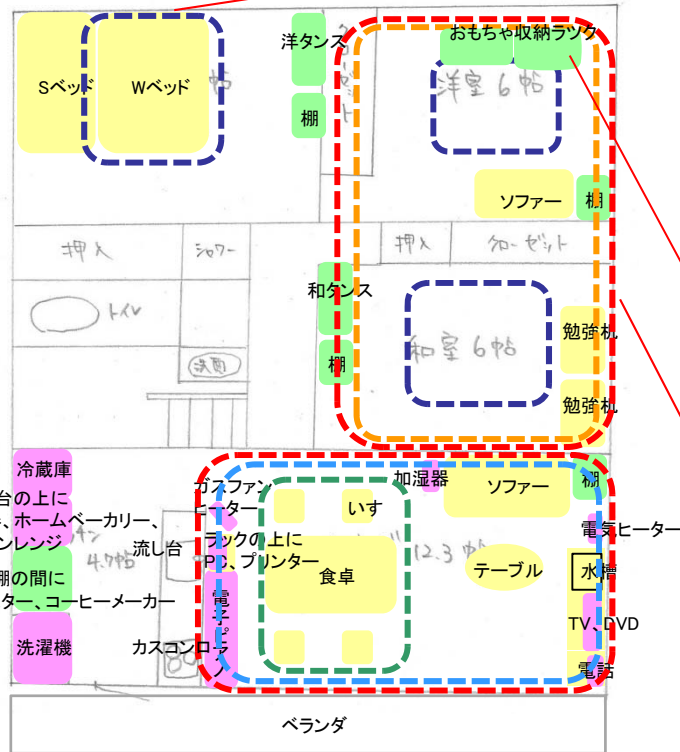 洋タンス
おもちゃ収納ラック
Sベッド
Wベッド
帖
クローゼット
洋室 6帖
棚
ソファー
棚
押入
シャワー
押入
クローゼット
和タンス
トイレ
勉強机
和室 6帖
棚
洗面
勉強机
冷蔵庫
ガスファン
ヒーター
加湿器
ソファー
棚
台の上に
いす
、ホームベーカリー、
電気ヒーター
ンレンジ
4.7帖
流し台
ラックの上に
PC、プリンター
12.3帖
食卓
テーブル
水槽
棚の間に
ター、コーヒーメーカー
電子ピアノ
TV、DVD
洗濯機
カスコンロ
電話
ベランダ